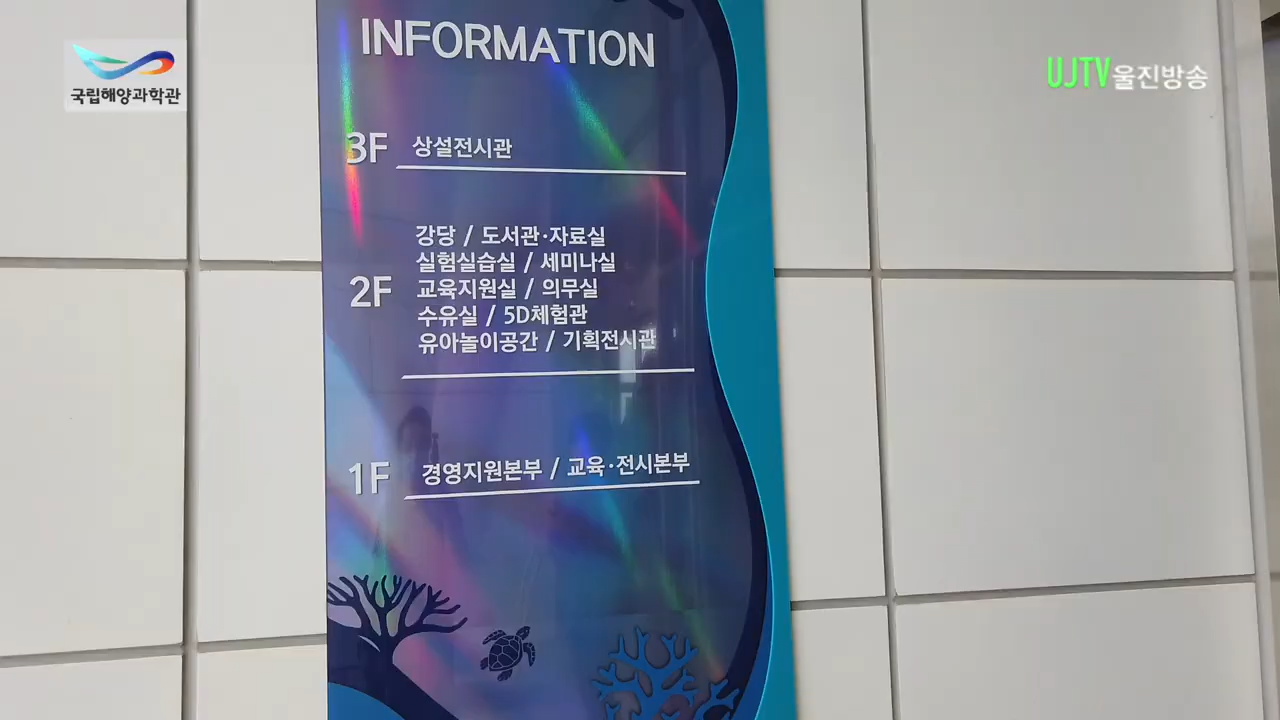 국립해양과학관
UJTV울진방송
INFORMATION
3F 상설전시관
강당 / 도서관·자료실
실험실습실 / 세미나실
2F 교육지원실 / 의무실
수유실 / 5D체험관
유아놀이공간 / 기획전시관
1F 경영지원본부 / 교육·전시본부